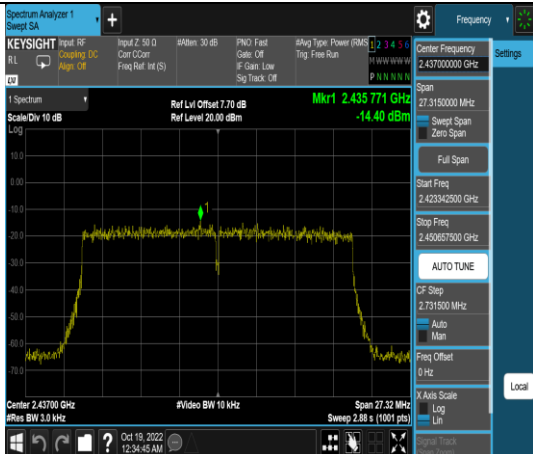 Spectrum Analyzer 1
Swept SA
+
Frequency
KEYSIGHT
Input: RF
Coupling: DC
Align: Off
Input Z: 50 Ω
Corr CCorr
Freq Ref: Int (S)
#Atten: 30 dB
PNO: Fast
Gate: Off
IF Gain: Low
Sig Track: Off
#Avg Type: Power (RMS
Trig: Free Run
1 2 3 4 5 6
M W W W W W
P N N N N N
RL
LXI
1 Spectrum
Scale/Div 10 dB
Ref Lvl Offset 7.70 dB
Ref Level 20.00 dBm
Mkr1 2.435 771 GHz
-14.40 dBm
Log
10.0
0.00
-10.0
-20.0
-30.0
-40.0
-50.0
-60.0
-70.0
1
Center 2.43700 GHz
#Res BW 3.0 kHz
#Video BW 10 kHz
Span 27.32 MHz
Sweep 2.88 s (1001 pts)
Oct 19, 2022
12:34:45 AM
?
Center Frequency
2.437000000 GHz
Span
27.3150000 MHz
Swept Span
Zero Span
Full Span
Start Freq
2.423342500 GHz
Stop Freq
2.450657500 GHz
AUTO TUNE
CF Step
2.731500 MHz
Auto
Man
Freq Offset
0 Hz
X Axis Scale
Log
Lin
Signal Track
Settings
Local